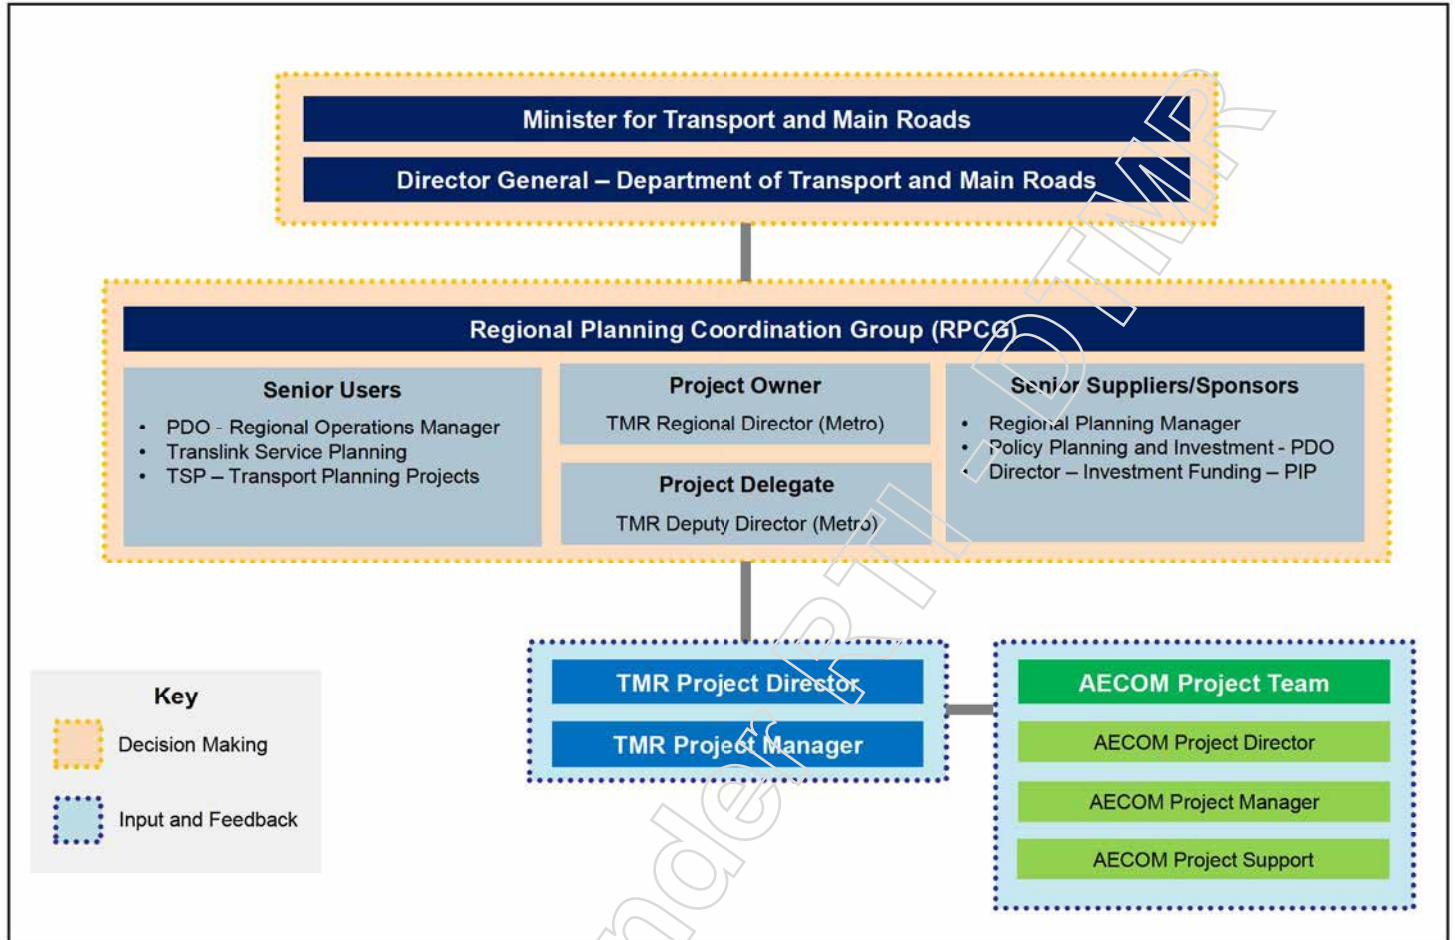 Minister for Transport and Main Roads
Director General – Department of Transport and Main Roads
Regional Planning Coordination Group (RPCG)
Senior Users
• PDO - Regional Operations Manager
• Translink Service Planning
• TSP – Transport Planning Projects
Project Owner
TMR Regional Director (Metro)
Project Delegate
TMR Deputy Director (Metro)
Senior Suppliers/Sponsors
• Regional Planning Manager
• Policy Planning and Investment - PDO
• Director – Investment Funding – PIP
TMR Project Director
TMR Project Manager
AECOM Project Team
AECOM Project Director
AECOM Project Manager
AECOM Project Support
Key
Decision Making
Input and Feedback
nder RTI - DTMR